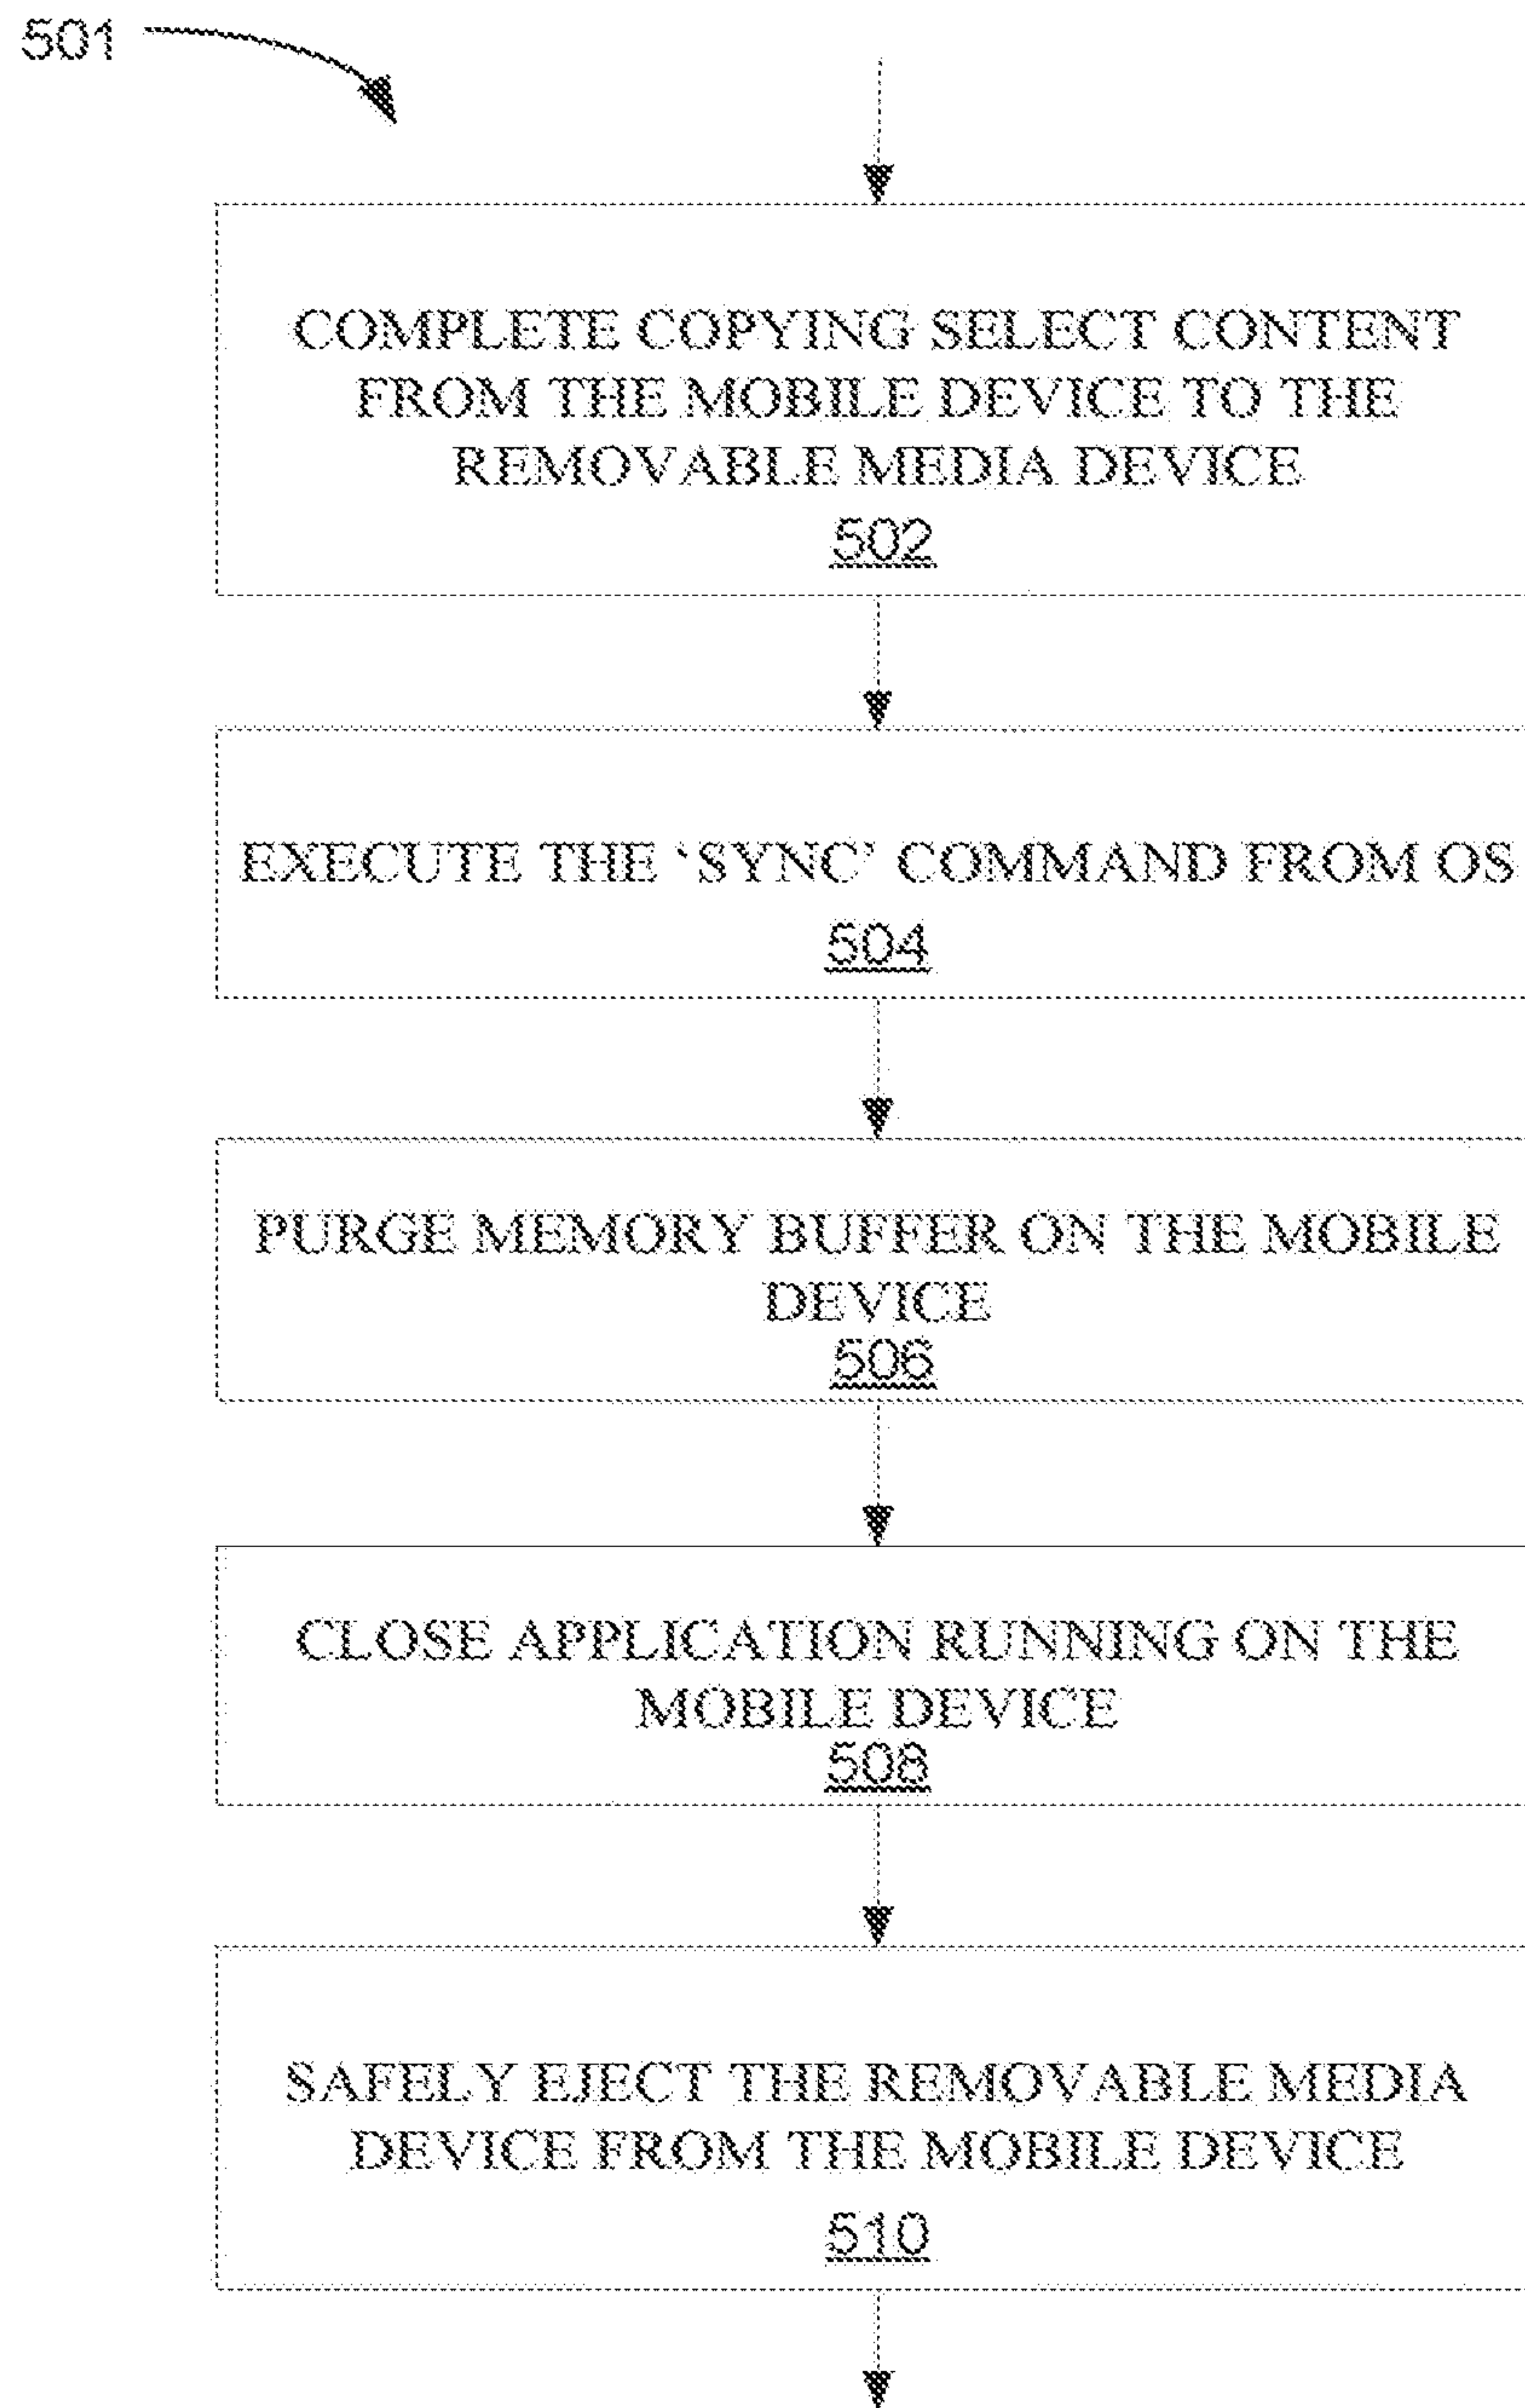 501
COMPLETE COPYING SELECT CONTENT
FROM THE MOBILE DEVICE TO THE
REMOVABLE MEDIA DEVICE
502
EXECUTE THE ‘SYNC’ COMMAND FROM OS
504
PURGE MEMORY BUFFER ON THE MOBILE
DEVICE
506
CLOSE APPLICATION RUNNING ON THE
MOBILE DEVICE
508
SAFELY EJECT THE REMOVABLE MEDIA
DEVICE FROM THE MOBILE DEVICE
510